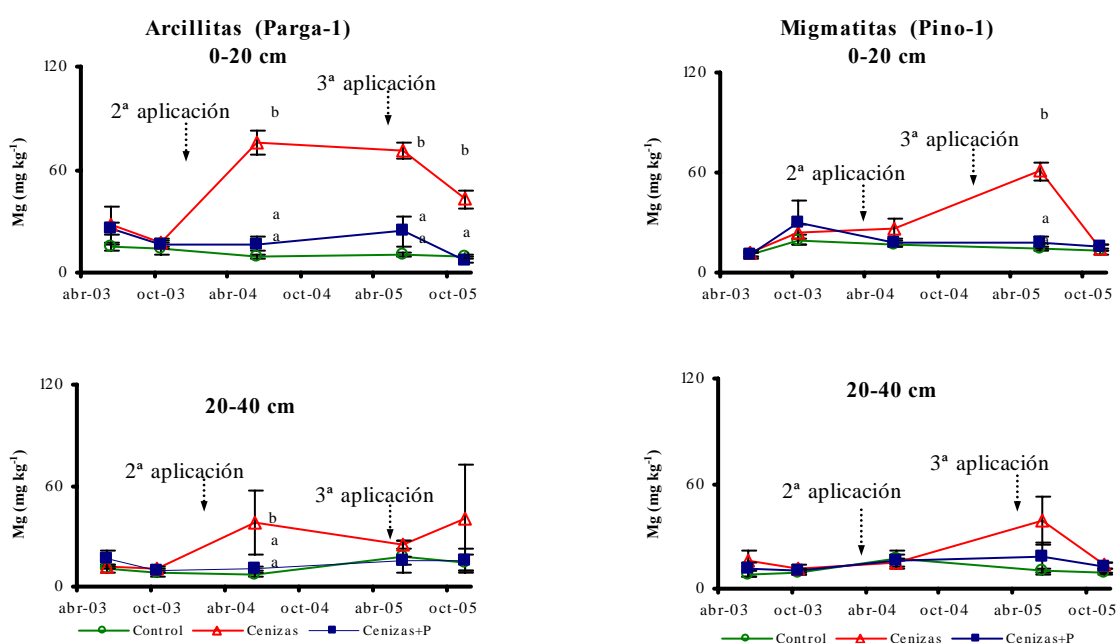 Arcillitas (Parga-1)
0-20 cm
120
60
0
Mg (mg kg-1)
2ª aplicación
3ª aplicación
b
b
b
a
a
a
a
a
abr-03 oct-03 abr-04 oct-04 abr-05 oct-05
Migmatitas (Pino-1)
0-20 cm
120
60
0
Mg (mg kg-1)
2ª aplicación
3ª aplicación
b
a
abr-03 oct-03 abr-04 oct-04 abr-05 oct-05
20-40 cm
120
60
0
Mg (mg kg-1)
2ª aplicación
3ª aplicación
b
a
a
abr-03 oct-03 abr-04 oct-04 abr-05 oct-05
Control Cenizas Cenizas+P
20-40 cm
120
60
0
Mg (mg kg-1)
2ª aplicación
3ª aplicación
abr-03 oct-03 abr-04 oct-04 abr-05 oct-05
Control Cenizas Cenizas+P